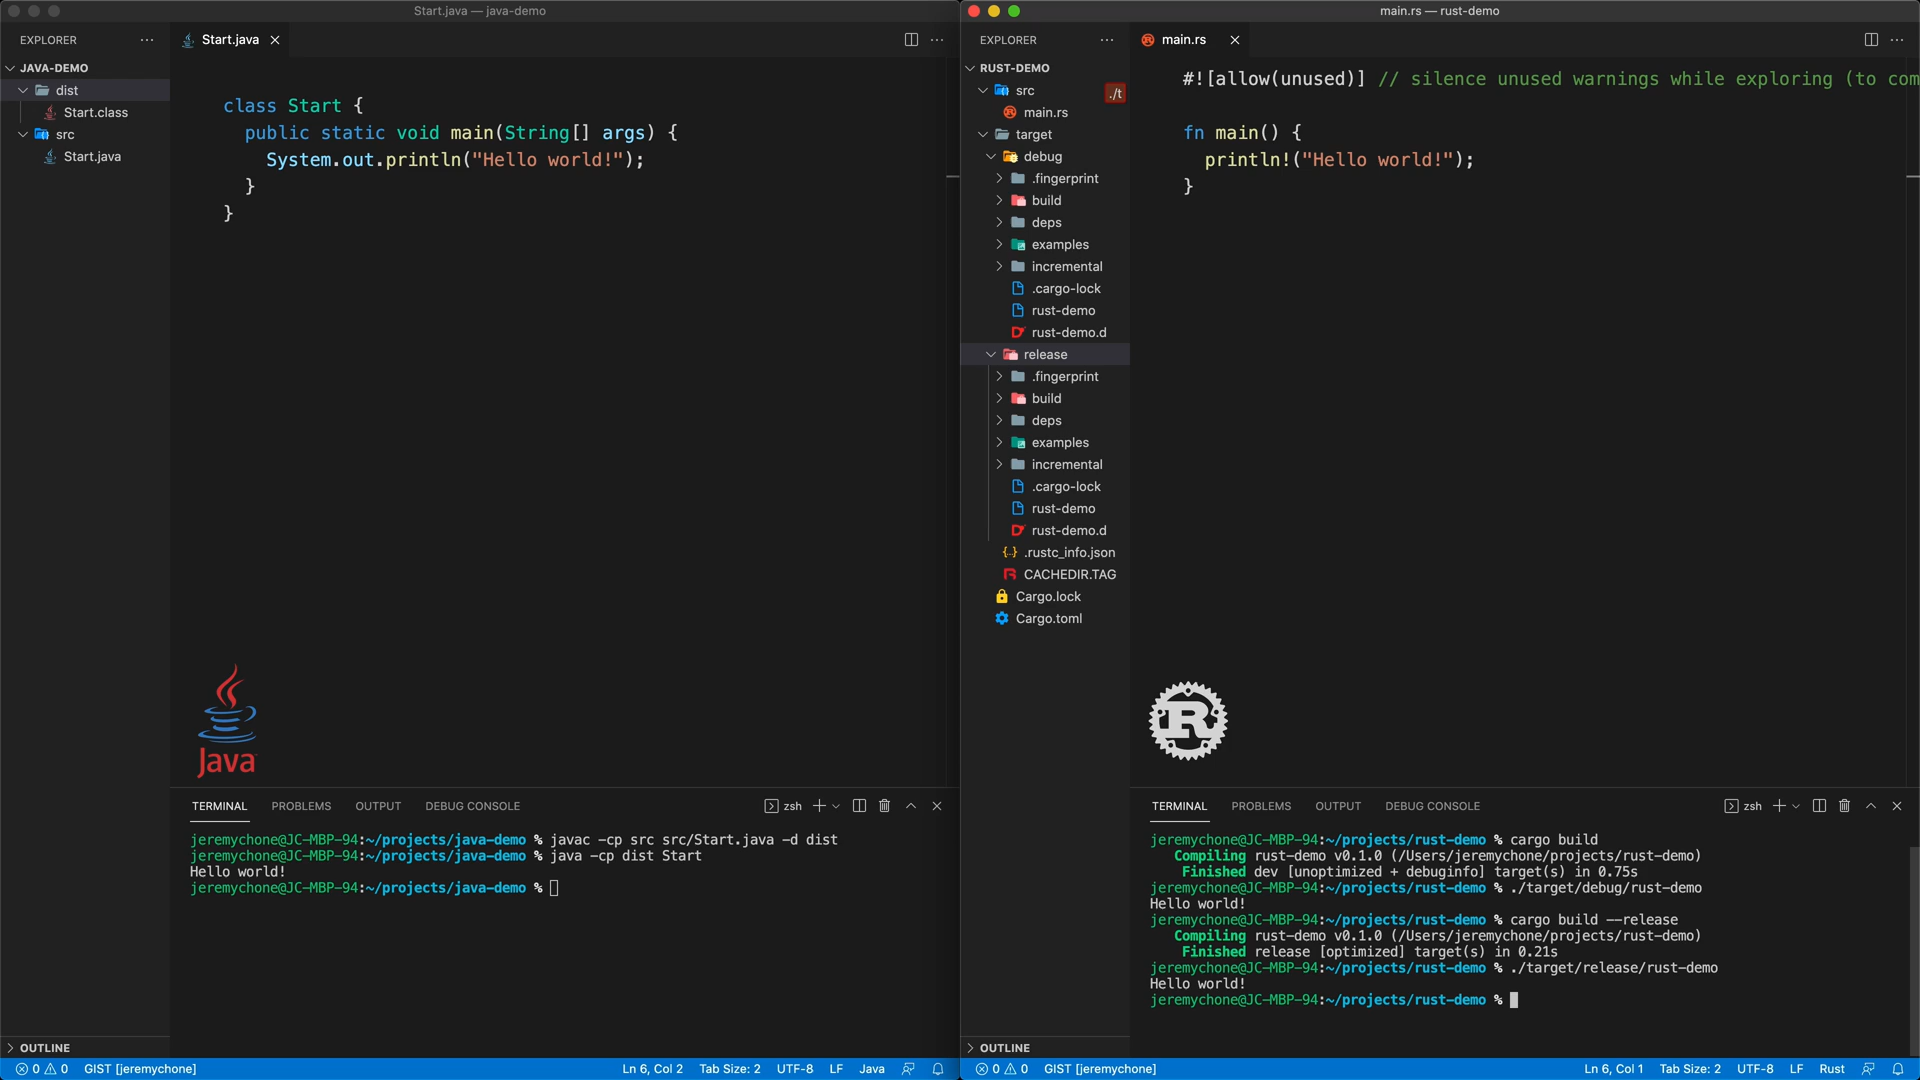 Start.java — java-demo
EXPLORER
Start.java
JAVA-DEMO
dist
Start.class
src
Start.java
class Start {
public static void main(String[] args) {
System.out.println("Hello world!");
}
}
Java
TERMINAL PROBLEMS OUTPUT DEBUG CONSOLE zsh
jeremychone@JC-MBP-94:~/projects/java-demo % javac -cp src src/Start.java -d dist
jeremychone@JC-MBP-94:~/projects/java-demo % java -cp dist Start
Hello world!
jeremychone@JC-MBP-94:~/projects/java-demo %
OUTLINE
0 0 GIST [jeremychone] Ln 6, Col 2 Tab Size: 2 UTF-8 LF Java
main.rs — rust-demo
EXPLORER
main.rs
RUST-DEMO
src
./t
main.rs
target
debug
.fingerprint
build
deps
examples
incremental
.cargo-lock
rust-demo
rust-demo.d
release
.fingerprint
build
deps
examples
incremental
.cargo-lock
rust-demo
rust-demo.d
.rustc_info.json
CACHEDIR.TAG
Cargo.lock
Cargo.toml
#![allow(unused)] // silence unused warnings while exploring (to com
fn main() {
println!("Hello world!");
}
R
TERMINAL PROBLEMS OUTPUT DEBUG CONSOLE zsh
jeremychone@JC-MBP-94:~/projects/rust-demo % cargo build
Compiling rust-demo v0.1.0 (/Users/jeremychone/projects/rust-demo)
Finished dev [unoptimized + debuginfo] target(s) in 0.75s
jeremychone@JC-MBP-94:~/projects/rust-demo % ./target/debug/rust-demo
Hello world!
jeremychone@JC-MBP-94:~/projects/rust-demo % cargo build --release
Compiling rust-demo v0.1.0 (/Users/jeremychone/projects/rust-demo)
Finished release [optimized] target(s) in 0.21s
jeremychone@JC-MBP-94:~/projects/rust-demo % ./target/release/rust-demo
Hello world!
jeremychone@JC-MBP-94:~/projects/rust-demo %
OUTLINE
0 0 GIST [jeremychone] Ln 6, Col 1 Tab Size: 2 UTF-8 LF Rust